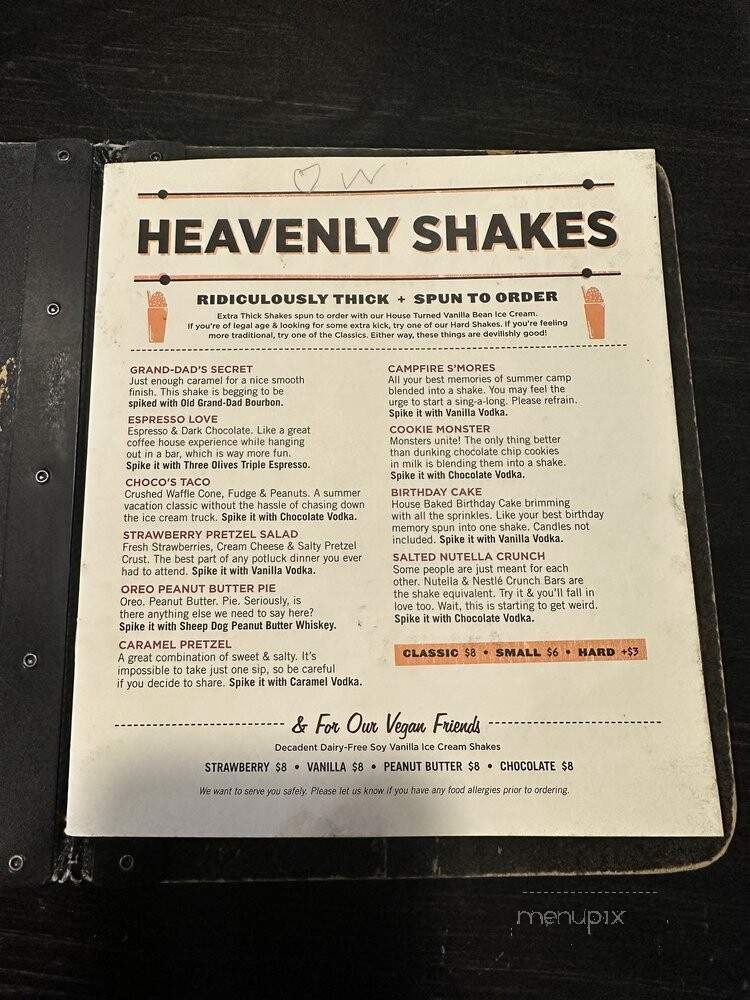 HEAVENLY SHAKES
RIDICULOUSLY THICK + SPUN TO ORDER
Extra Thick Shakes spun to order with our House Turned Vanilla Bean Ice Cream.
If you're of legal age & looking for some extra kick, try one of our Hard Shakes. If you're feeling
more traditional, try one of the Classics. Either way, these things are devilishly good!
GRAND-DAD'S SECRET
Just enough caramel for a nice smooth
finish. This shake is begging to be
spiked with Old Grand-Dad Bourbon.
ESPRESSO LOVE
Espresso & Dark Chocolate. Like a great
coffee house experience while hanging
out in a bar, which is way more fun.
Spike it with Three Olives Triple Espresso.
CHOCO'S TACO
Crushed Waffle Cone, Fudge & Peanuts. A summer
vacation classic without the hassle of chasing down
the ice cream truck. Spike it with Chocolate Vodka.
STRAWBERRY PRETZEL SALAD
Fresh Strawberries, Cream Cheese & Salty Pretzel
Crust. The best part of any potluck dinner you ever
had to attend. Spike it with Vanilla Vodka.
OREO PEANUT BUTTER PIE
Oreo. Peanut Butter. Pie. Seriously, is
there anything else we need to say here?
Spike it with Sheep Dog Peanut Butter Whiskey.
CARAMEL PRETZEL
A great combination of sweet & salty. It's
impossible to take just one sip, so be careful
if you decide to share. Spike it with Caramel Vodka.
CAMPFIRE S'MORES
All your best memories of summer camp
blended into a shake. You may feel the
urge to start a sing-a-long. Please refrain.
Spike it with Vanilla Vodka.
COOKIE MONSTER
Monsters unite! The only thing better
than dunking chocolate chip cookies
in milk is blending them into a shake.
Spike it with Chocolate Vodka.
BIRTHDAY CAKE
House Baked Birthday Cake brimming
with all the sprinkles. Like your best birthday
memory spun into one shake. Candles not
included. Spike it with Vanilla Vodka.
SALTED NUTELLA CRUNCH
Some people are just meant for each
other. Nutella & Nestlé Crunch Bars are
the shake equivalent. Try it & you'll fall in
love too. Wait, this is starting to get weird.
Spike it with Chocolate Vodka.
CLASSIC $8 • SMALL $6 • HARD +$3
& For Our Vegan Friends
Decadent Dairy-Free Soy Vanilla Ice Cream Shakes
STRAWBERRY $8 • VANILLA $8 • PEANUT BUTTER $8 • CHOCOLATE $8
We want to serve you safely. Please let us know if you have any food allergies prior to ordering.
menupix